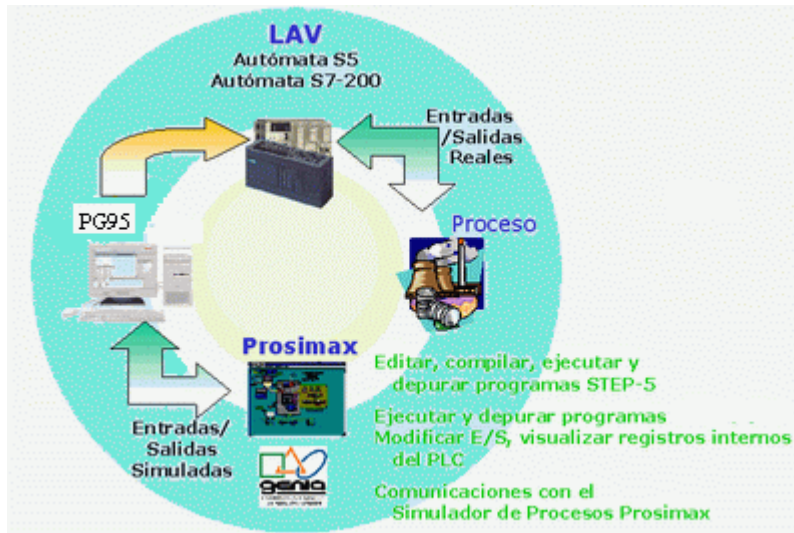 LAV
Autómata S5
Autómata S7-200
Entradas
/Salidas
Reales
PG95
Proceso
Prosimax
Entradas/
Salidas
Simuladas
genia
Editar, compilar, ejecutar y
depurar programas STEP-5
Ejecutar y depurar programas
Modificar E/S, visualizar registros internos
del PLC
Comunicaciones con el
Simulador de Procesos Prosimax